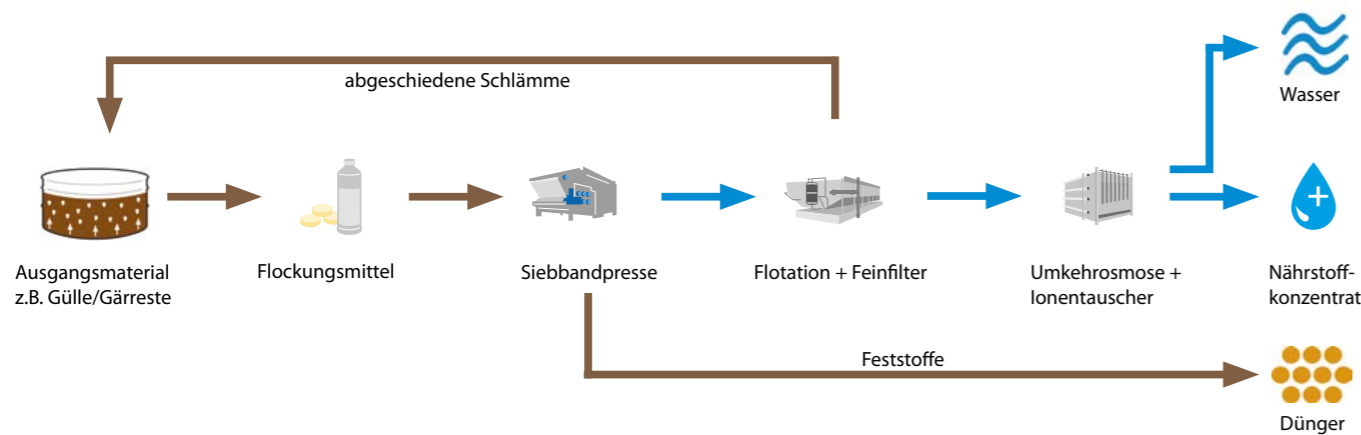 Wasser
abgeschiedene Schlämme
Ausgangsmaterial
z.B. Gülle/Gärreste
Flockungsmittel
Siebbandpresse
Flotation + Feinfilter
Umkehrosmose +
Ionentauscher
Nährstoff-
konzentrat
Feststoffe
Dünger